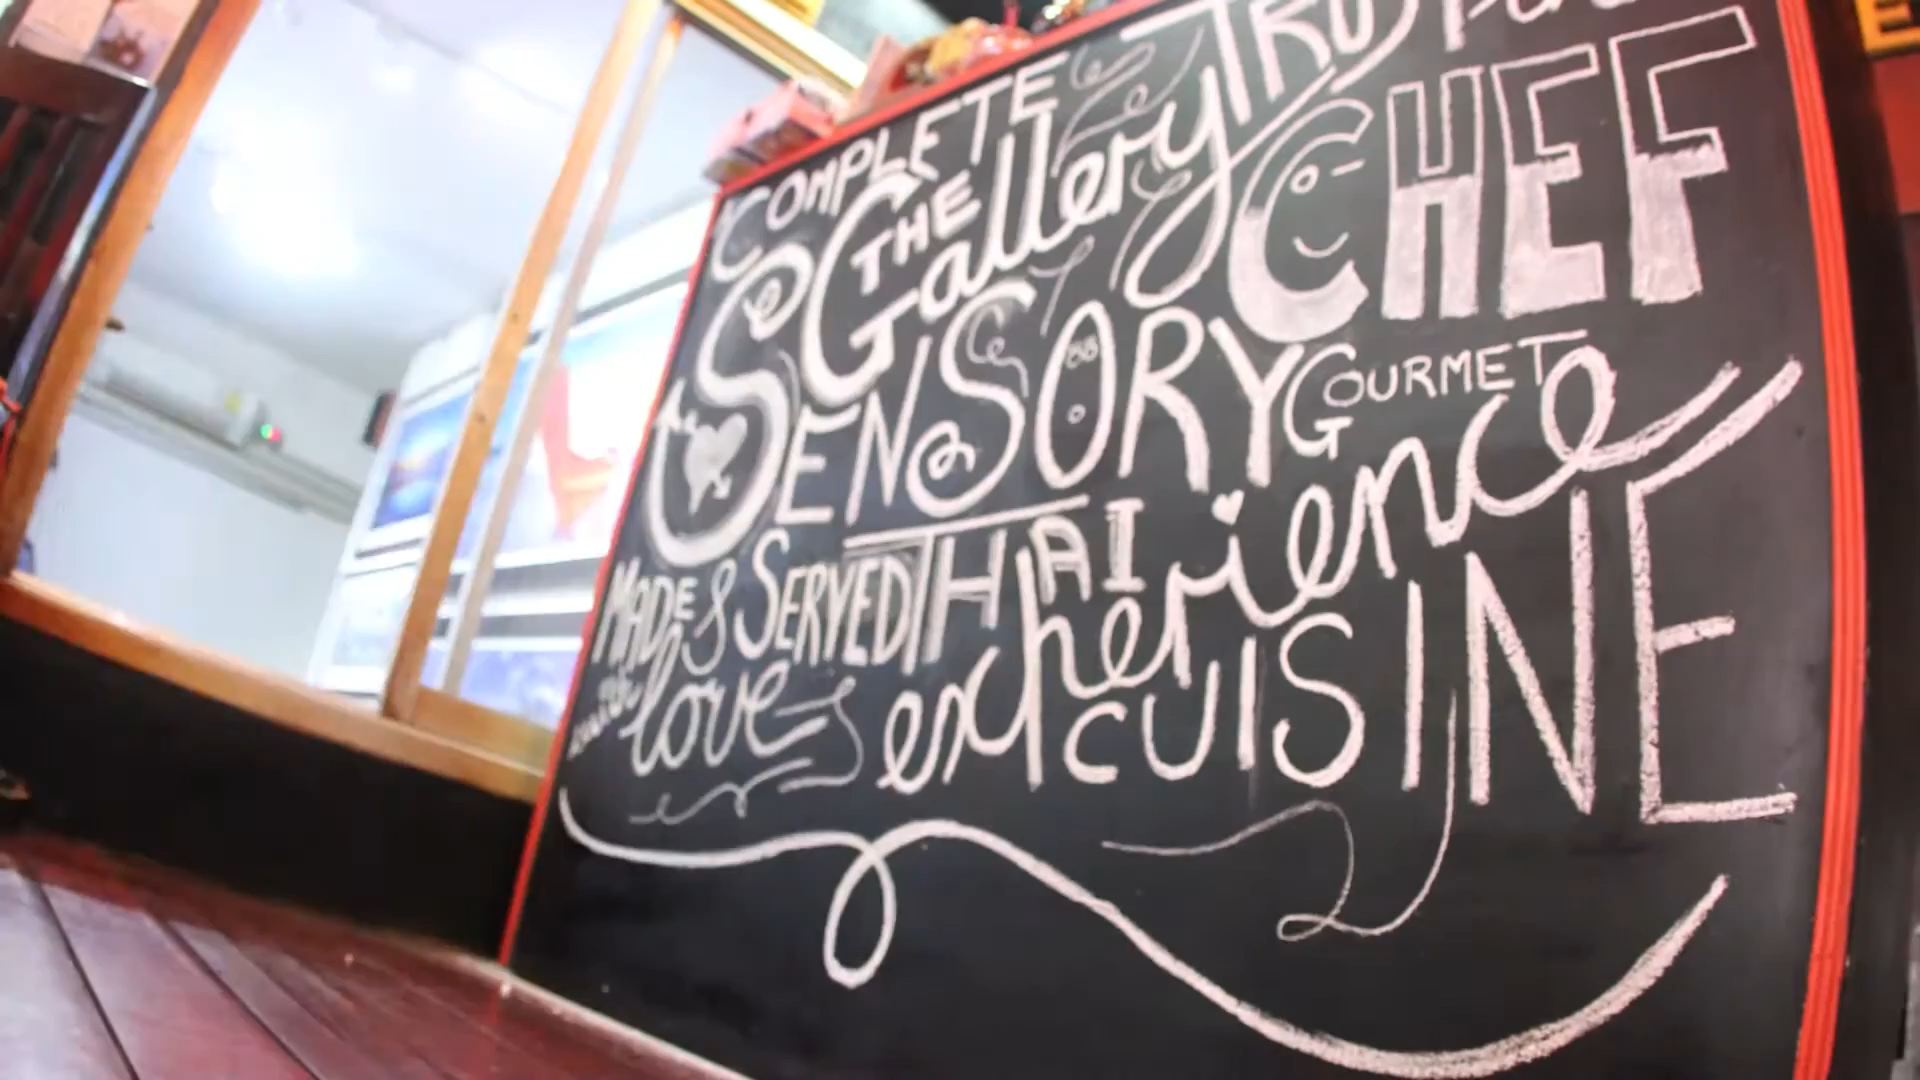 COMPLETE
THE
Gallery
CHEF
SENSORY
GOURMET
THAI
experience
MADE & SERVED
love
CUISINE